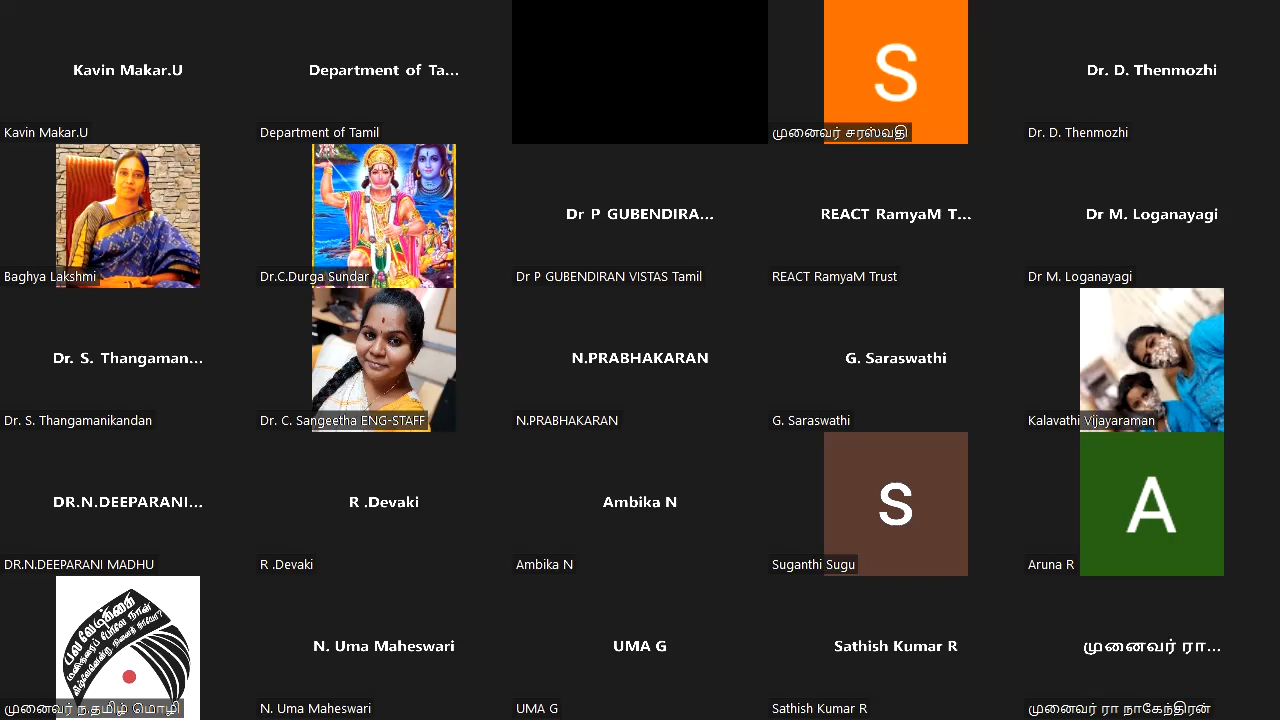 Kavin Makar.U
Kavin Makar.U
Department of Ta...
Department of Tamil
S
முனைவர் சரஸ்வதி
Dr. D. Thenmozhi
Dr. D. Thenmozhi
Baghya Lakshmi
Dr.C.Durga Sundar
Dr P GUBENDIRA...
Dr P GUBENDIRAN VISTAS Tamil
REACT RamyaM T...
REACT RamyaM Trust
Dr M. Loganayagi
Dr M. Loganayagi
Dr. S. Thangaman...
Dr. S. Thangamanikandan
Dr. C. Sangeetha ENG-STAFF
N.PRABHAKARAN
N.PRABHAKARAN
G. Saraswathi
G. Saraswathi
Kalavathi Vijayaraman
DR.N.DEEPARANI...
DR.N.DEEPARANI MADHU
R .Devaki
R .Devaki
Ambika N
Ambika N
S
Suganthi Sugu
A
Aruna R
பல வேடிக்கை
மனிதரைப் போலே நான்
வீழ்வேனென்று நினைத் தாயோ?
முனைவர் ந.தமிழ் மொழி
N. Uma Maheswari
N. Uma Maheswari
UMA G
UMA G
Sathish Kumar R
Sathish Kumar R
முனைவர் ரா...
முனைவர் ரா நாகேந்திரன்